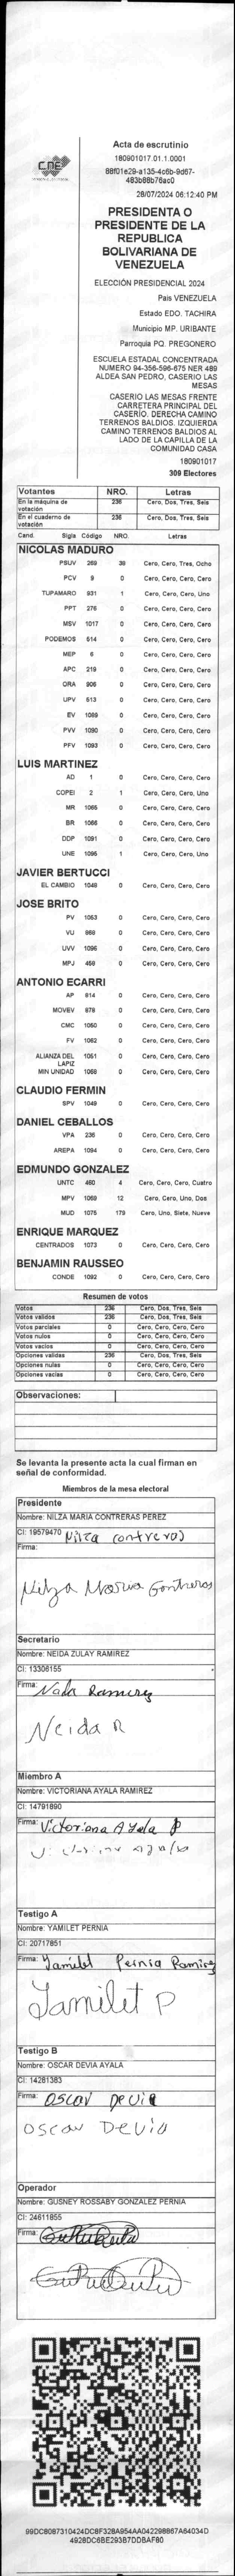 CNE
Acta de escrutinio
180901017.01.1.0001
88f01e29-a135-4c6b-9d67-
483b88b76ac0
28/07/2024 06:12:40 PM
PRESIDENTA O
PRESIDENTE DE LA
REPUBLICA
BOLIVARIANA DE
VENEZUELA
ELECCIÓN PRESIDENCIAL 2024
Pais VENEZUELA
Estado EDO. TACHIRA
Municipio MP. URIBANTE
Parroquia PQ. PREGONERO
ESCUELA ESTADAL CONCENTRADA
NUMERO 94-356-596-675 NER 489
ALDEA SAN PEDRO, CASERIO LAS
MESAS
CASERIO LAS MESAS FRENTE
CARRETERA PRINCIPAL DEL
CASERIO. DERECHA CAMINO
TERRENOS BALDIOS. IZQUIERDA
CAMINO TERRENOS BALDIOS AL
LADO DE LA CAPILLA DE LA
COMUNIDAD CASA
180901017
309 Electores
Votantes NRO. Letras
En la máquina de votación 236 Cero, Dos, Tres, Seis
En el cuaderno de votación 236 Cero, Dos, Tres, Seis
Cand. Sigla Código NRO. Letras
NICOLAS MADURO
PSUV 269 38 Cero, Cero, Tres, Ocho
PCV 9 0 Cero, Cero, Cero, Cero
TUPAMARO 931 1 Cero, Cero, Cero, Uno
PPT 276 0 Cero, Cero, Cero, Cero
MSV 1017 0 Cero, Cero, Cero, Cero
PODEMOS 514 0 Cero, Cero, Cero, Cero
MEP 6 0 Cero, Cero, Cero, Cero
APC 219 0 Cero, Cero, Cero, Cero
ORA 906 0 Cero, Cero, Cero, Cero
UPV 513 0 Cero, Cero, Cero, Cero
EV 1089 0 Cero, Cero, Cero, Cero
PVV 1090 0 Cero, Cero, Cero, Cero
PFV 1093 0 Cero, Cero, Cero, Cero
LUIS MARTINEZ
AD 1 0 Cero, Cero, Cero, Cero
COPEI 2 1 Cero, Cero, Cero, Uno
MR 1065 0 Cero, Cero, Cero, Cero
BR 1066 0 Cero, Cero, Cero, Cero
DDP 1091 0 Cero, Cero, Cero, Cero
UNE 1095 1 Cero, Cero, Cero, Uno
JAVIER BERTUCCI
EL CAMBIO 1048 0 Cero, Cero, Cero, Cero
JOSE BRITO
PV 1053 0 Cero, Cero, Cero, Cero
VU 968 0 Cero, Cero, Cero, Cero
UVV 1096 0 Cero, Cero, Cero, Cero
MPJ 458 0 Cero, Cero, Cero, Cero
ANTONIO ECARRI
AP 814 0 Cero, Cero, Cero, Cero
MOVEV 978 0 Cero, Cero, Cero, Cero
CMC 1060 0 Cero, Cero, Cero, Cero
FV 1062 0 Cero, Cero, Cero, Cero
ALIANZA DEL LAPIZ 1051 0 Cero, Cero, Cero, Cero
MIN UNIDAD 1068 0 Cero, Cero, Cero, Cero
CLAUDIO FERMIN
SPV 1049 0 Cero, Cero, Cero, Cero
DANIEL CEBALLOS
VPA 236 0 Cero, Cero, Cero, Cero
AREPA 1094 0 Cero, Cero, Cero, Cero
EDMUNDO GONZALEZ
UNTC 460 4 Cero, Cero, Cero, Cuatro
MPV 1069 12 Cero, Cero, Uno, Dos
MUD 1075 179 Cero, Uno, Siete, Nueve
ENRIQUE MARQUEZ
CENTRADOS 1073 0 Cero, Cero, Cero, Cero
BENJAMIN RAUSSEO
CONDE 1092 0 Cero, Cero, Cero, Cero
Resumen de votos
Votos 236 Cero, Dos, Tres, Seis
Votos validos 236 Cero, Dos, Tres, Seis
Votos parciales 0 Cero, Cero, Cero, Cero
Votos nulos 0 Cero, Cero, Cero, Cero
Votos vacios 0 Cero, Cero, Cero, Cero
Opciones validas 236 Cero, Dos, Tres, Seis
Opciones nulas 0 Cero, Cero, Cero, Cero
Opciones vacias 0 Cero, Cero, Cero, Cero
Observaciones:
Se levanta la presente acta la cual firman en
señal de conformidad.
Miembros de la mesa electoral
Presidente
Nombre: NILZA MARIA CONTRERAS PEREZ
CI: 19579470 Nilza Contreras
Firma:
Nilza Maria Contreras
Secretario
Nombre: NEIDA ZULAY RAMIREZ
CI: 13306155
Firma: Ramirez
Neida R
Miembro A
Nombre: VICTORIANA AYALA RAMIREZ
CI: 14791890
Firma: Victoriana Ayala
Testigo A
Nombre: YAMILET PERNIA
CI: 20717851
Firma: Yamilet Pernia Ramirez
Yamilet P
Testigo B
Nombre: OSCAR DEVIA AYALA
CI: 14281383
Firma: Oscar Devia
Oscar Devia
Operador
Nombre: GUSNEY ROSSABY GONZALEZ PERNIA
CI: 24611855
Firma:
99DC8087310424DC8F328A954AA042298867A64034D
4928DC6BE293B7DDBAF80